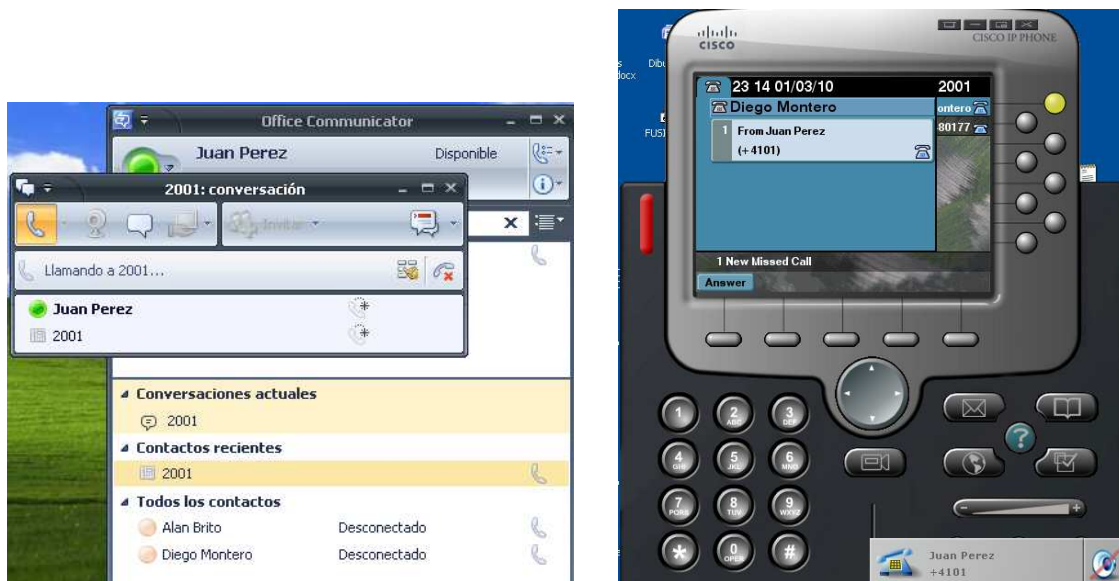 Office Communicator
Juan Perez
Disponible
2001: conversación
Invitar
Llamando a 2001...
Juan Perez
2001
Conversaciones actuales
2001
Contactos recientes
2001
Todos los contactos
Alan Brito Desconectado
Diego Montero Desconectado
docx
CISCO
CISCO IP PHONE
23 14 01/03/10 2001
Diego Montero
ontero
80177
1 From Juan Perez
(+4101)
1 New Missed Call
Answer
1 2 ABC 3 DEF
4 GHI 5 JKL 6 MNO
7 PQRS 8 TUV 9 WXYZ
* 0 OPER #
?
- +
Juan Perez
+4101